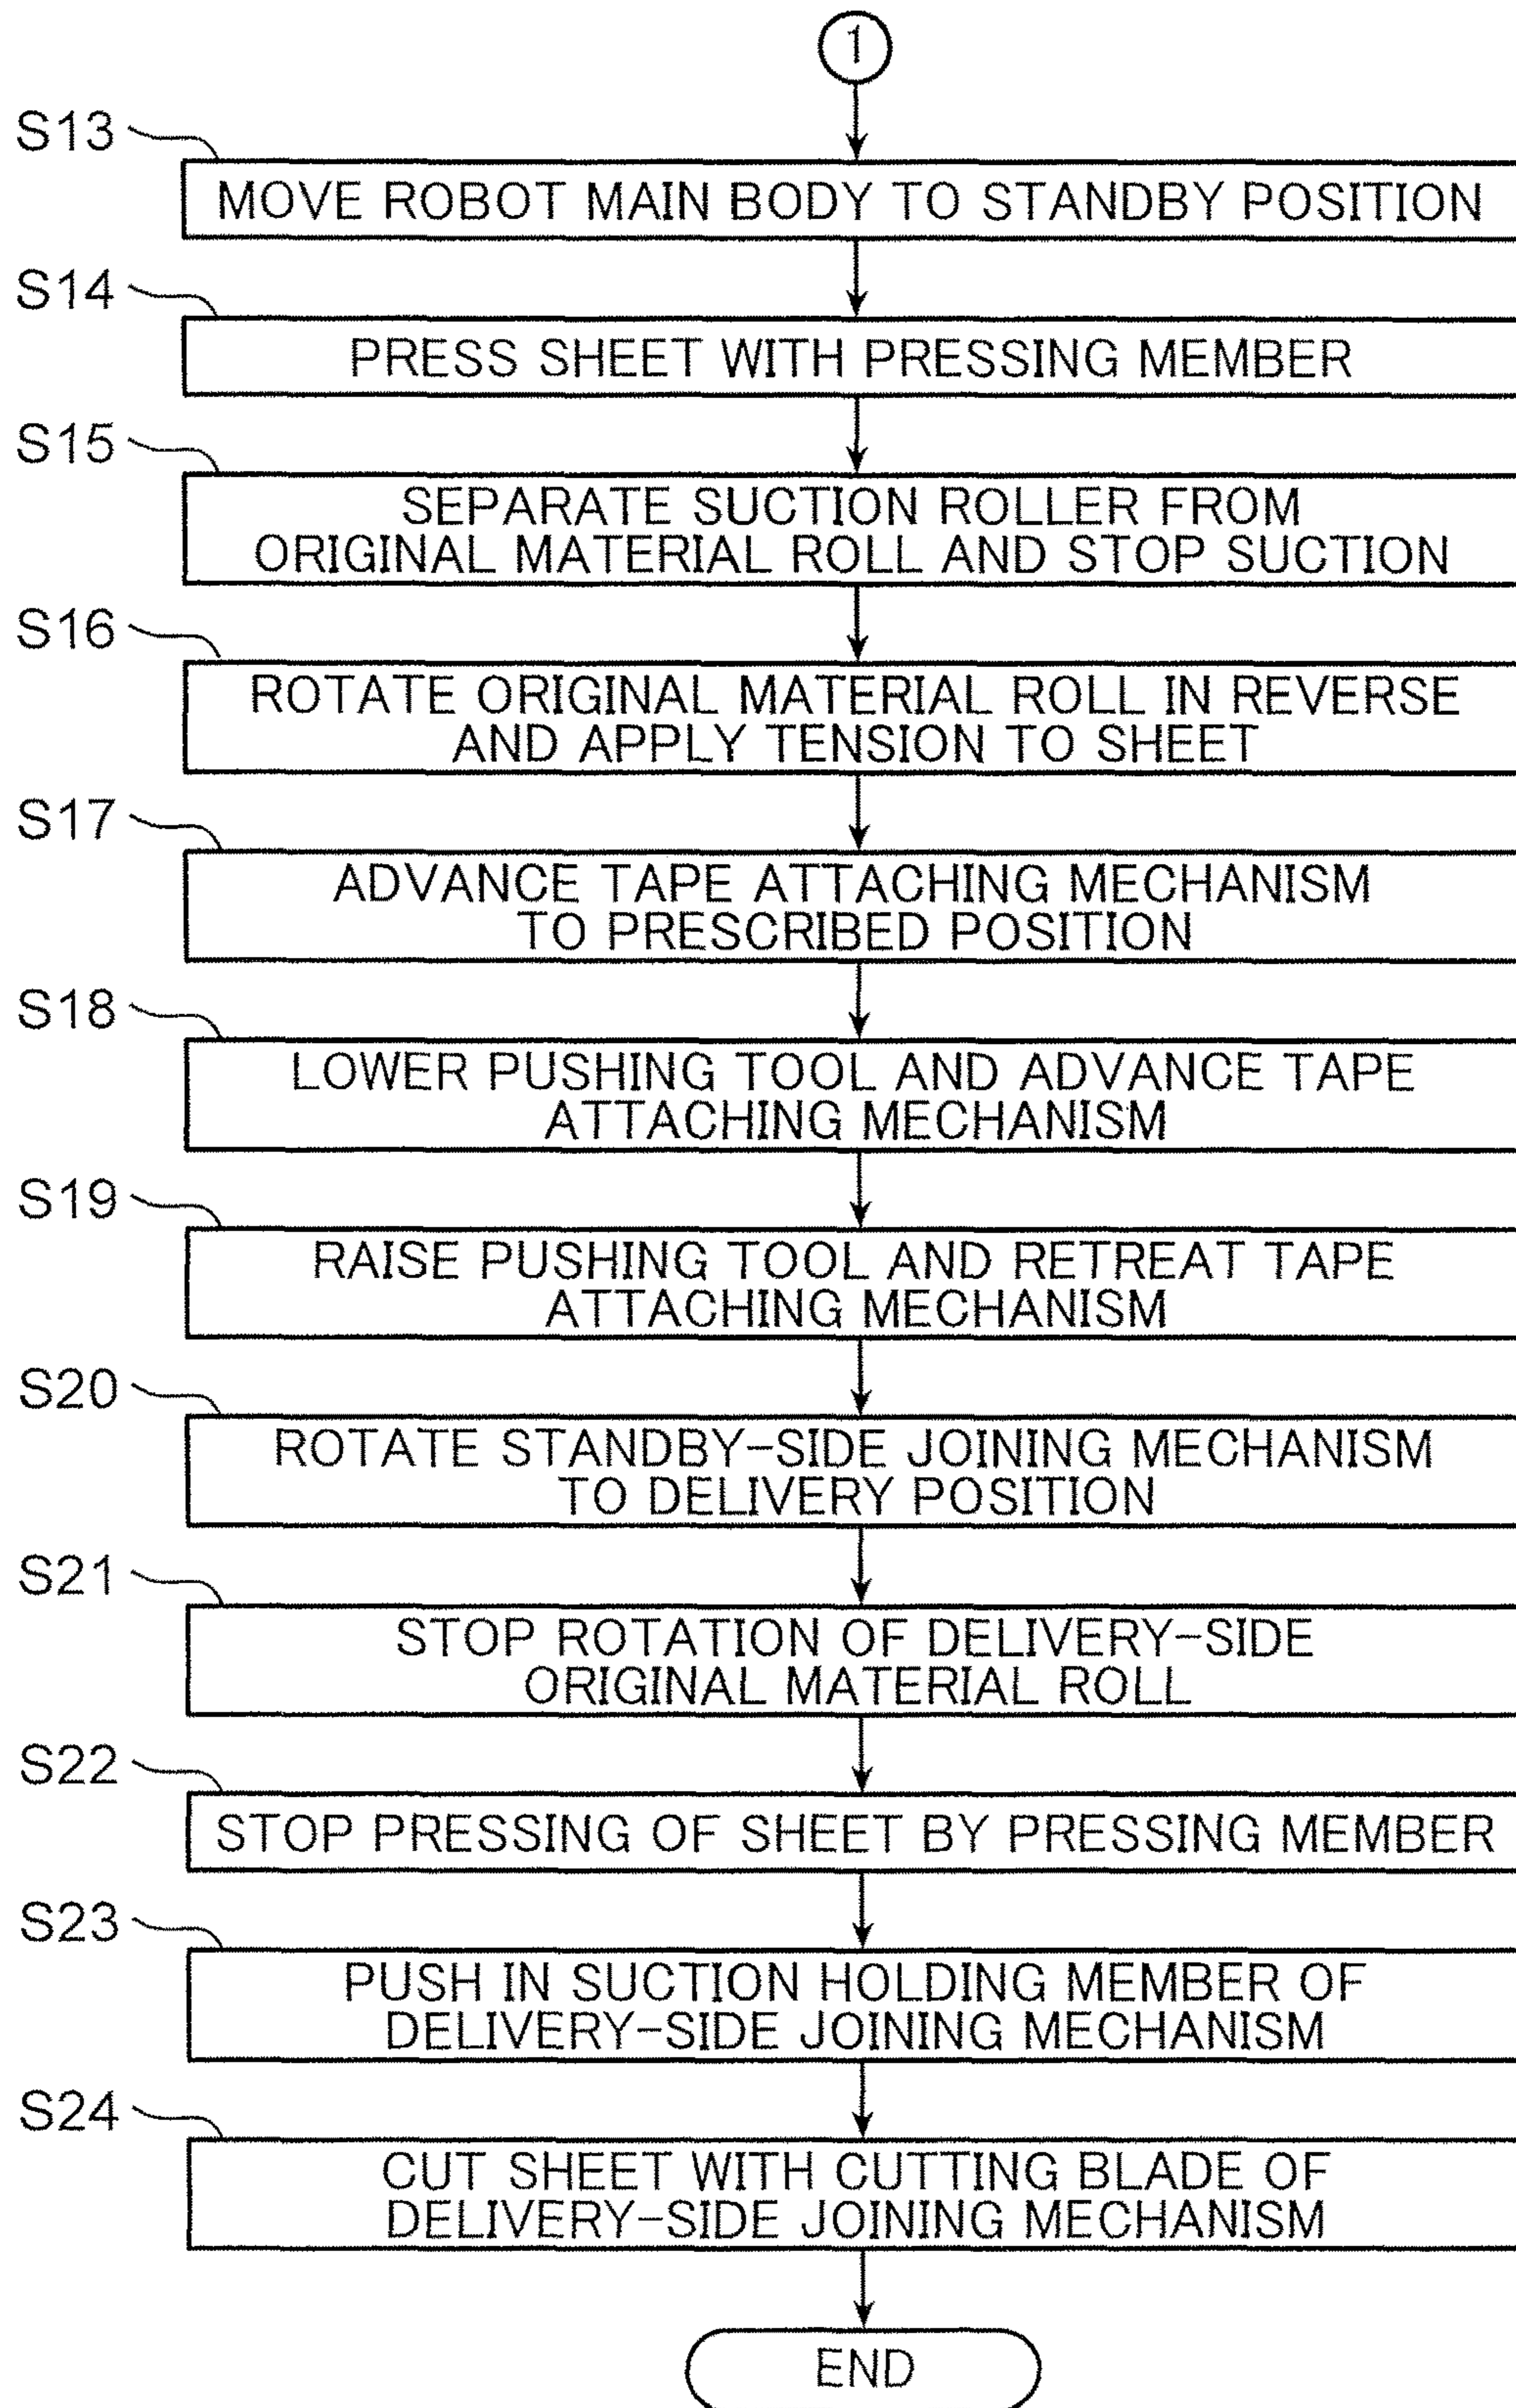 1
S13
MOVE ROBOT MAIN BODY TO STANDBY POSITION
S14
PRESS SHEET WITH PRESSING MEMBER
S15
SEPARATE SUCTION ROLLER FROM
ORIGINAL MATERIAL ROLL AND STOP SUCTION
S16
ROTATE ORIGINAL MATERIAL ROLL IN REVERSE
AND APPLY TENSION TO SHEET
S17
ADVANCE TAPE ATTACHING MECHANISM
TO PRESCRIBED POSITION
S18
LOWER PUSHING TOOL AND ADVANCE TAPE
ATTACHING MECHANISM
S19
RAISE PUSHING TOOL AND RETREAT TAPE
ATTACHING MECHANISM
S20
ROTATE STANDBY-SIDE JOINING MECHANISM
TO DELIVERY POSITION
S21
STOP ROTATION OF DELIVERY-SIDE
ORIGINAL MATERIAL ROLL
S22
STOP PRESSING OF SHEET BY PRESSING MEMBER
S23
PUSH IN SUCTION HOLDING MEMBER OF
DELIVERY-SIDE JOINING MECHANISM
S24
CUT SHEET WITH CUTTING BLADE OF
DELIVERY-SIDE JOINING MECHANISM
END